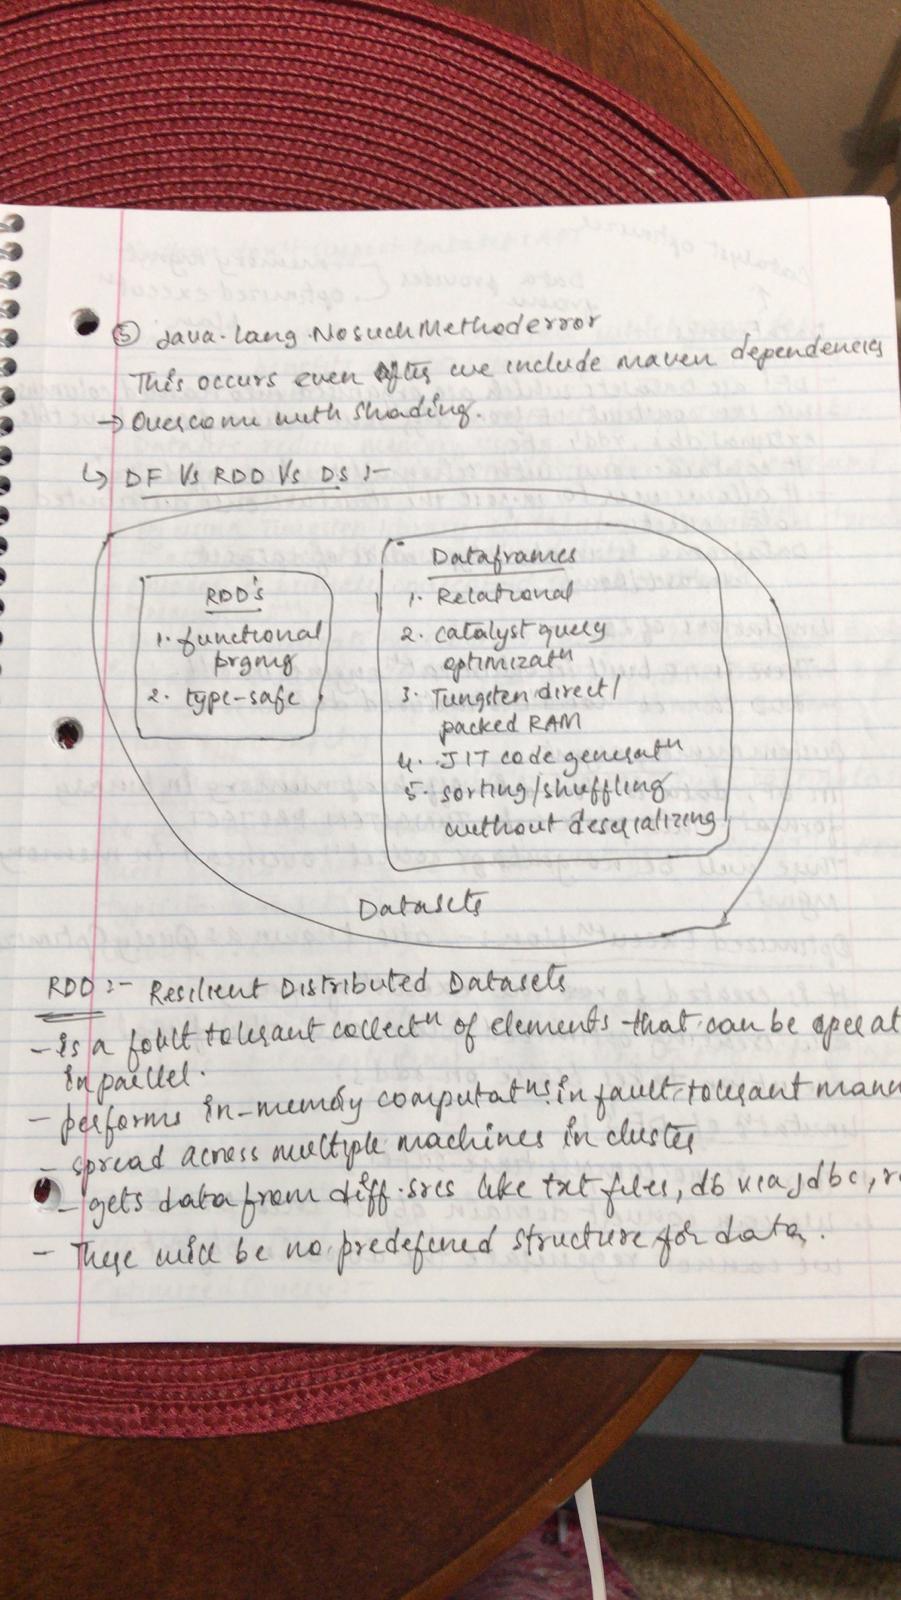 ⑤ Java.lang.NosuchMethoderror
This occurs even after we include maven dependencies
→ Overcome with shading.
↳ DF Vs RDD Vs DS :-
RDD's
1. functional
prgmg
2. type-safe
Dataframes
1. Relational
2. catalyst query
optimizatⁿ
3. Tungsten direct/
packed RAM
4. JIT code generatⁿ
5. sorting/shuffling
without deserializing
Datasets
RDD :- Resilient Distributed Datasets
- is a fault tolerant collectⁿ of elements that can be operat
in parllel.
- performs in-memory computatⁿs in fault tolerant mann
- spread across multiple machines in cluster
- gets data from diff.srcs like txt files, db via jdbc, r
- There will be no predefined structure for data.